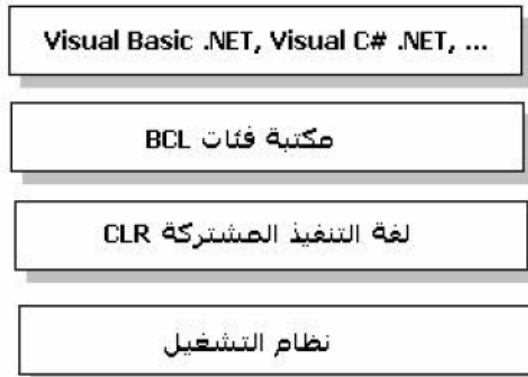 Visual Basic .NET, Visual C# .NET, ...
مكتبة فئات BCL
لغة التنفيذ المشتركة CLR
نظام التشغيل